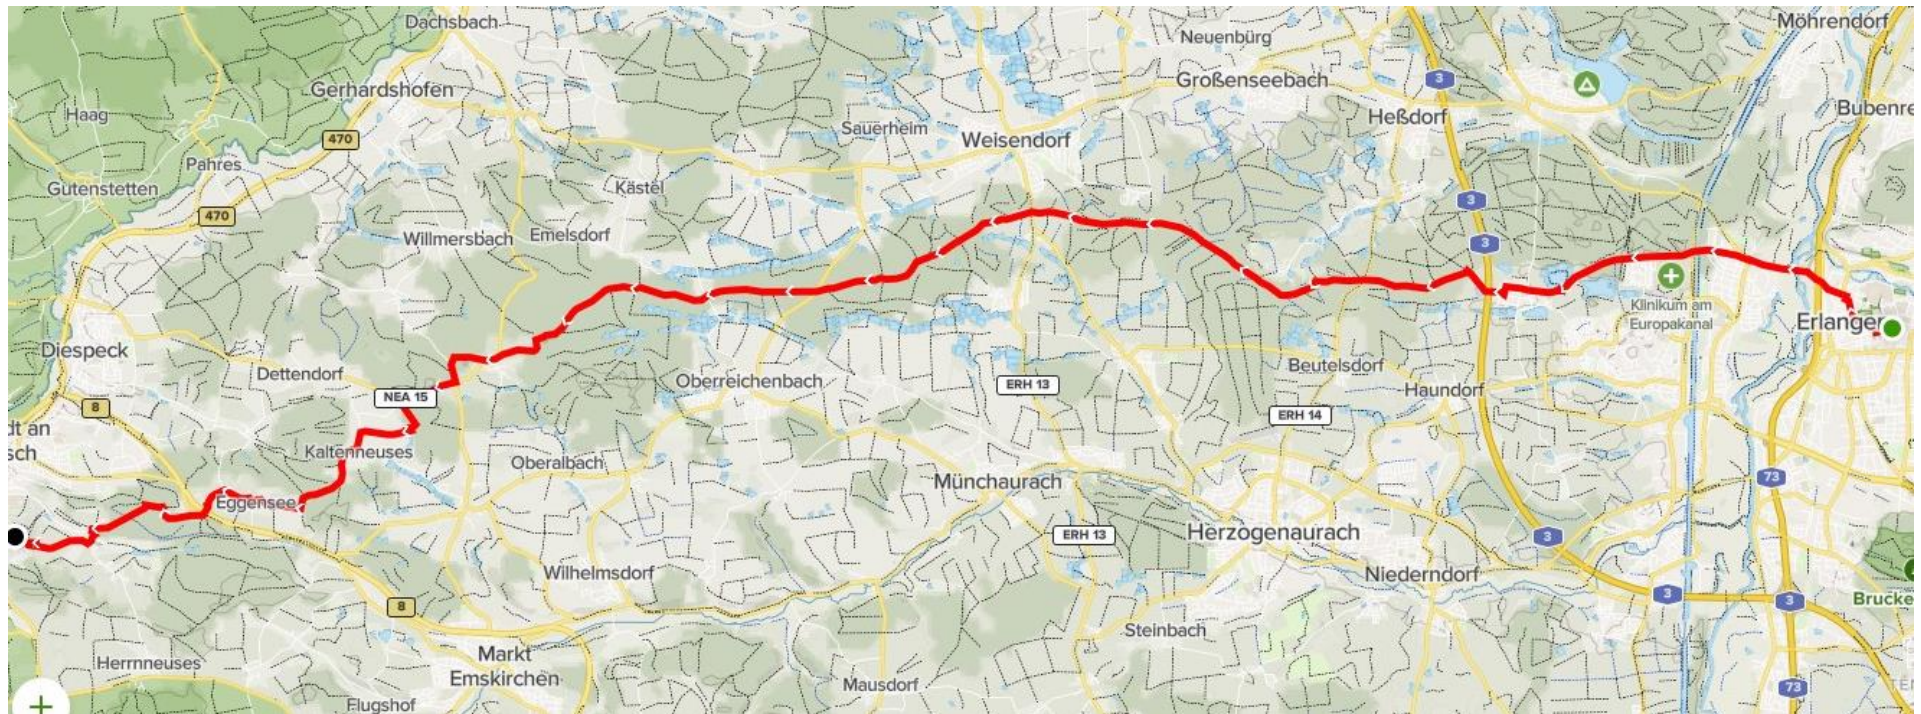 Dachsbach
Möhrendorf
Neuenbürg
Großenseebach
3
Gerhardshofen
Haag
Heßdorf
Bubenre
Sauerheim
470
Weisendorf
Pahres
Gutenstetten
Kästel
3
470
Willmersbach
Emelsdorf
3
Klinikum am
Europakanal
Erlangen
Diespeck
Dettendorf
Beutelsdorf
Oberreichenbach
ERH 13
Haundorf
NEA 15
8
ERH 14
dt an
sch
Kaltenneuses
Oberalbach
Münchaurach
73
Eggensee
Herzogenaurach
ERH 13
3
Wilhelmsdorf
Niederndorf
3
3
8
Brucke
Steinbach
Markt
Emskirchen
Herrnneuses
Mausdorf
73
Flugshof